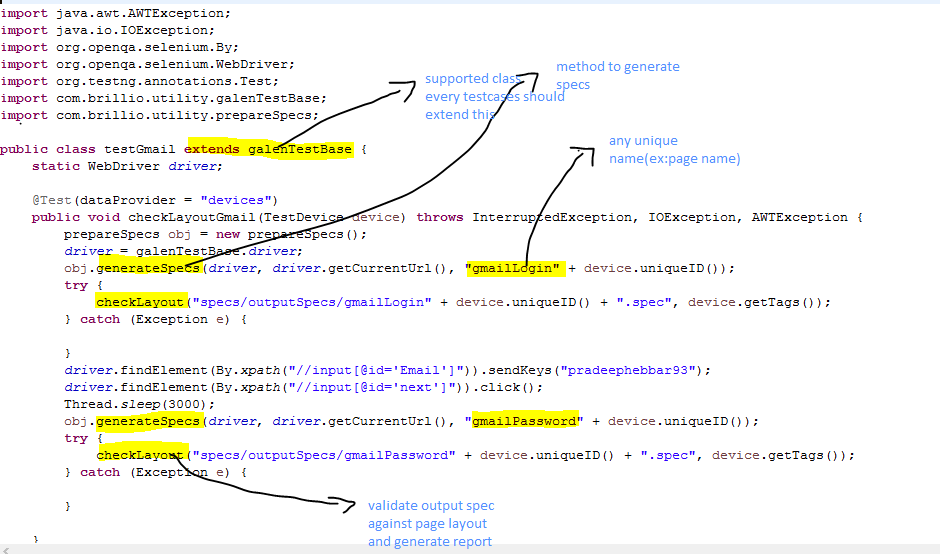 import java.awt.AWTException;
import java.io.IOException;
import org.openqa.selenium.By;
import org.openqa.selenium.WebDriver;
import org.testng.annotations.Test;
import com.brillio.utility.galenTestBase;
import com.brillio.utility.prepareSpecs;
supported class
every testcases should
extend this
method to generate
specs
any unique
name(ex:page name)
public class testGmail extends galenTestBase {
static WebDriver driver;
@Test(dataProvider = "devices")
public void checkLayoutGmail(TestDevice device) throws InterruptedException, IOException, AWTException {
prepareSpecs obj = new prepareSpecs();
driver = galenTestBase.driver;
obj.generateSpecs(driver, driver.getCurrentUrl(), "gmailLogin" + device.uniqueID());
try {
checkLayout("specs/outputSpecs/gmailLogin" + device.uniqueID() + ".spec", device.getTags());
} catch (Exception e) {
}
driver.findElement(By.xpath("//input[@id='Email']")).sendKeys("pradeephebbar93");
driver.findElement(By.xpath("//input[@id='next']")).click();
Thread.sleep(3000);
obj.generateSpecs(driver, driver.getCurrentUrl(), "gmailPassword" + device.uniqueID());
try {
checkLayout("specs/outputSpecs/gmailPassword" + device.uniqueID() + ".spec", device.getTags());
} catch (Exception e) {
}
validate output spec
against page layout
and generate report
}